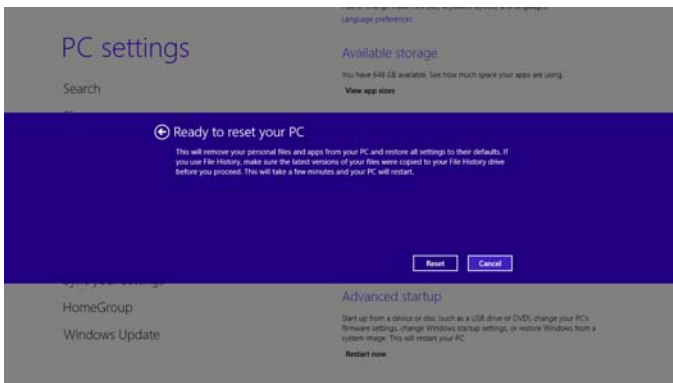 Language preferences
PC settings
Available storage
You have 648 GB available. See how much space your apps are using.
Search
View app sizes
Ready to reset your PC
This will remove your personal files and apps from your PC and restore all settings to their defaults. If
you use File History, make sure the latest versions of your files were copied to your File History drive
before you proceed. This will take a few minutes and your PC will restart.
Reset
Cancel
Advanced startup
HomeGroup
Start up from a device or disc (such as a USB drive or DVD), change your PC's
firmware settings, change Windows startup settings, or restore Windows from a
system image. This will restart your PC.
Windows Update
Restart now